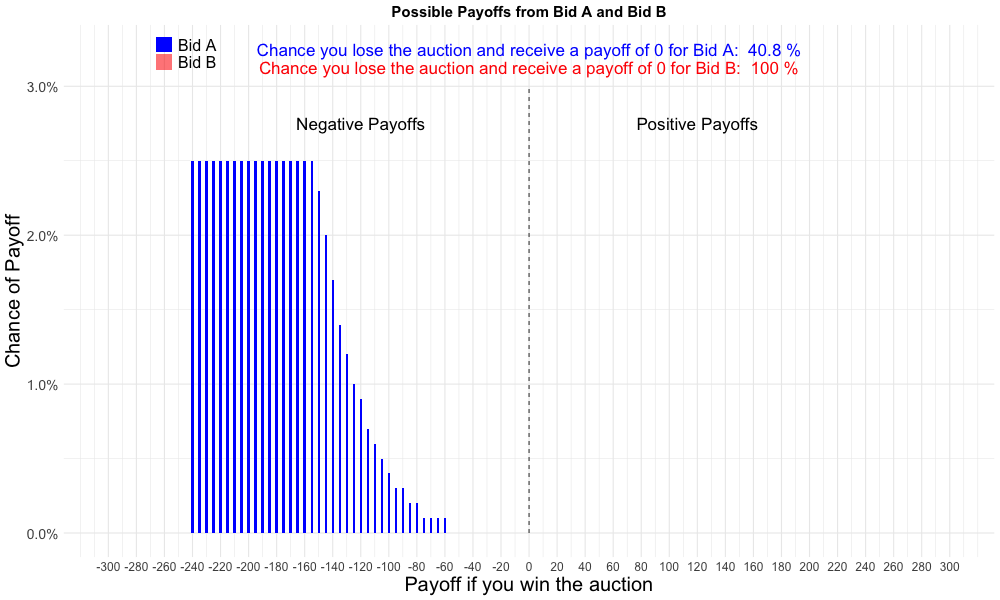 Possible Payoffs from Bid A and Bid B
Bid A
Bid B
Chance you lose the auction and receive a payoff of 0 for Bid A: 40.8 %
Chance you lose the auction and receive a payoff of 0 for Bid B: 100 %
Negative Payoffs
Positive Payoffs
Chance of Payoff
3.0%
2.0%
1.0%
0.0%
-300 -280 -260 -240 -220 -200 -180 -160 -140 -120 -100 -80 -60 -40 -20 0 20 40 60 80 100 120 140 160 180 200 220 240 260 280 300
Payoff if you win the auction